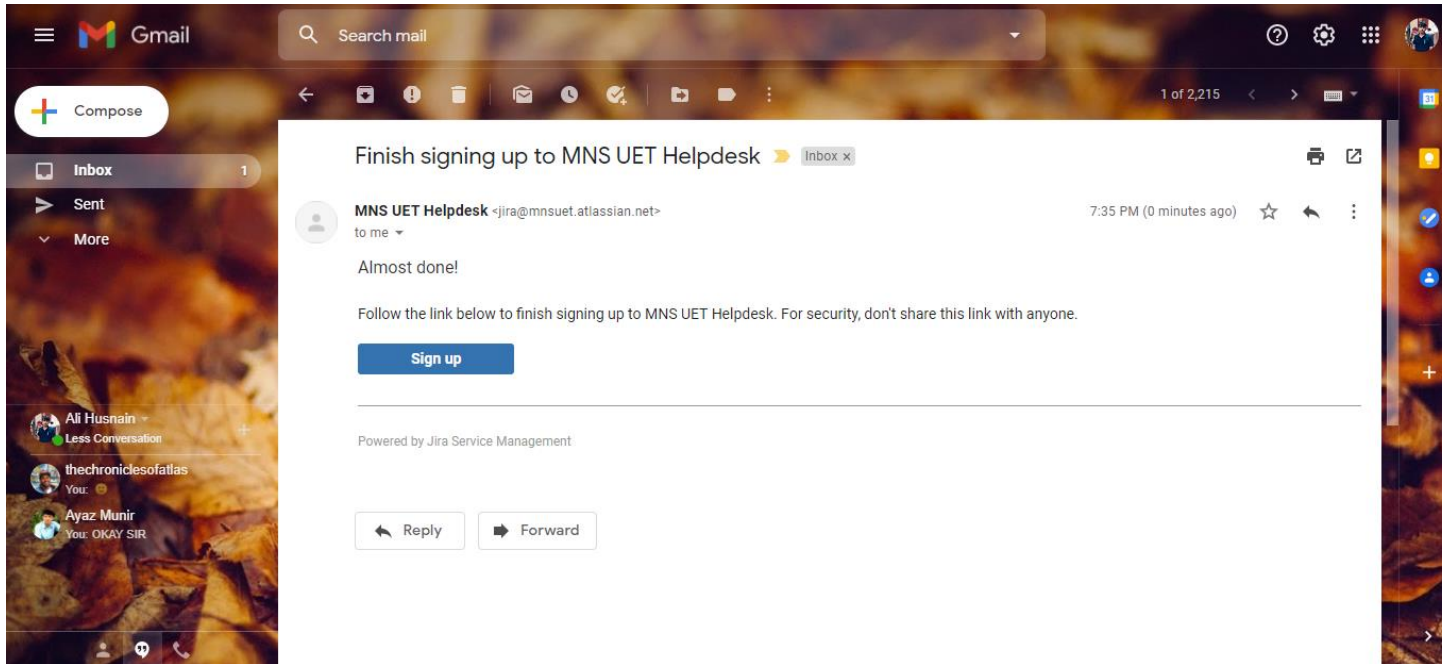 Gmail
Search mail
Compose
1 of 2,215
31
Inbox 1
Sent
More
Finish signing up to MNS UET Helpdesk Inbox x
MNS UET Helpdesk <jira@mnsuet.atlassian.net> 7:35 PM (0 minutes ago)
to me
Almost done!
Follow the link below to finish signing up to MNS UET Helpdesk. For security, don't share this link with anyone.
Sign up
Powered by Jira Service Management
Reply Forward
Ali Husnain
Less Conversation
thechroniclesofatlas
You:
Ayaz Munir
You: OKAY SIR